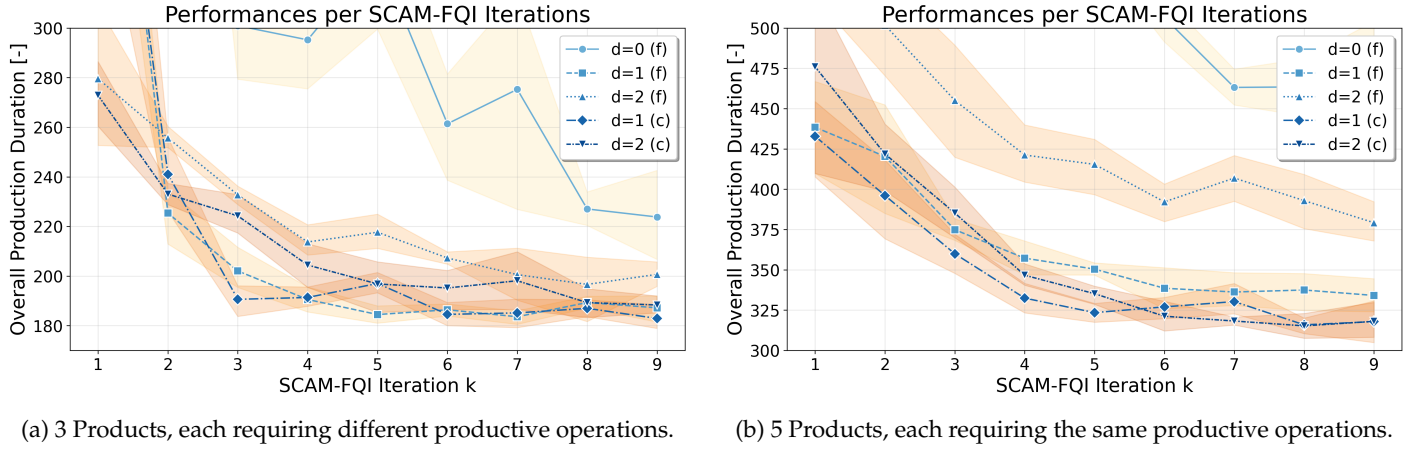 Performances per SCAM-FQI Iterations
Overall Production Duration [-]
300
280
260
240
220
200
180
1 2 3 4 5 6 7 8 9
SCAM-FQI Iteration k
d=0 (f)
d=1 (f)
d=2 (f)
d=1 (c)
d=2 (c)
(a) 3 Products, each requiring different productive operations.
Performances per SCAM-FQI Iterations
Overall Production Duration [-]
500
475
450
425
400
375
350
325
300
1 2 3 4 5 6 7 8 9
SCAM-FQI Iteration k
d=0 (f)
d=1 (f)
d=2 (f)
d=1 (c)
d=2 (c)
(b) 5 Products, each requiring the same productive operations.